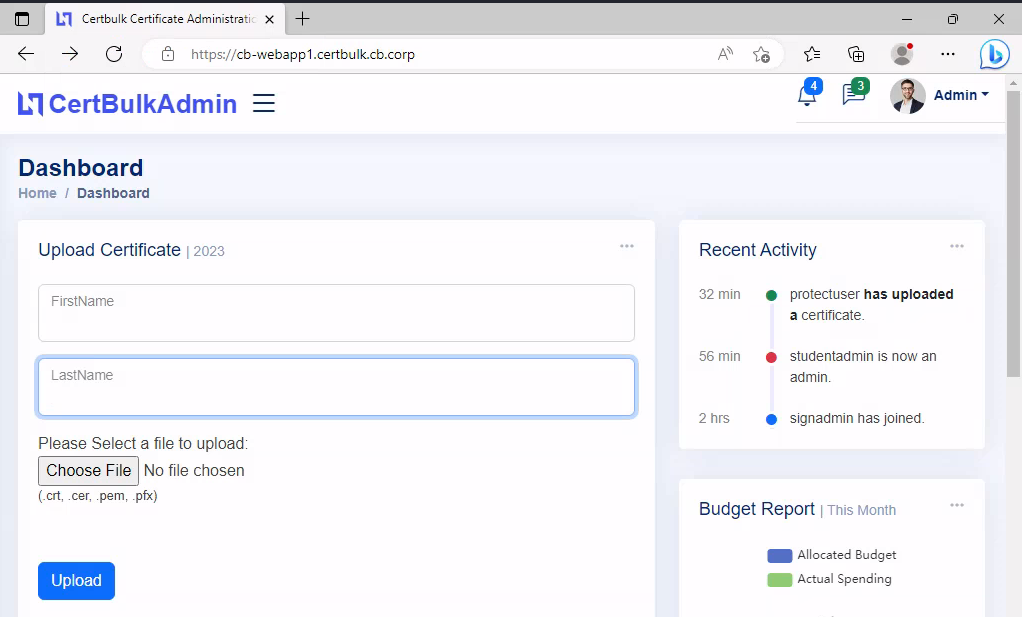 Certbulk Certificate Administratio
https://cb-webapp1.certbulk.cb.corp
CertBulkAdmin
4
3
Admin
Dashboard
Home / Dashboard
Upload Certificate | 2023
FirstName
LastName
Please Select a file to upload:
Choose File No file chosen
(.crt, .cer, .pem, .pfx)
Upload
Recent Activity
32 min
protectuser has uploaded
a certificate.
56 min
studentadmin is now an
admin.
2 hrs
signadmin has joined.
Budget Report | This Month
Allocated Budget
Actual Spending